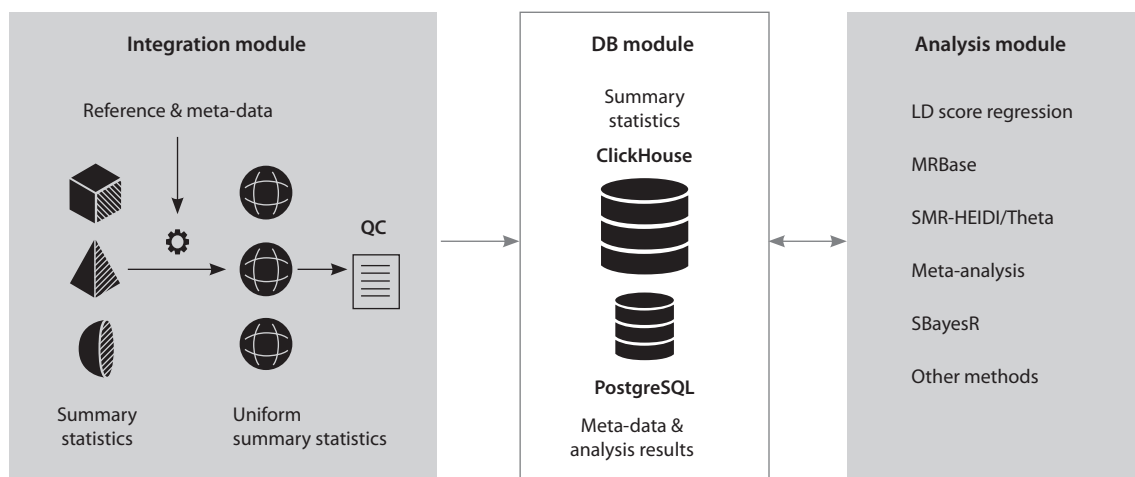 Integration module
Reference & meta-data
QC
Summary
statistics
Uniform
summary statistics
DB module
Summary
statistics
ClickHouse
PostgreSQL
Meta-data &
analysis results
Analysis module
LD score regression
MRBase
SMR-HEIDI/Theta
Meta-analysis
SBayesR
Other methods